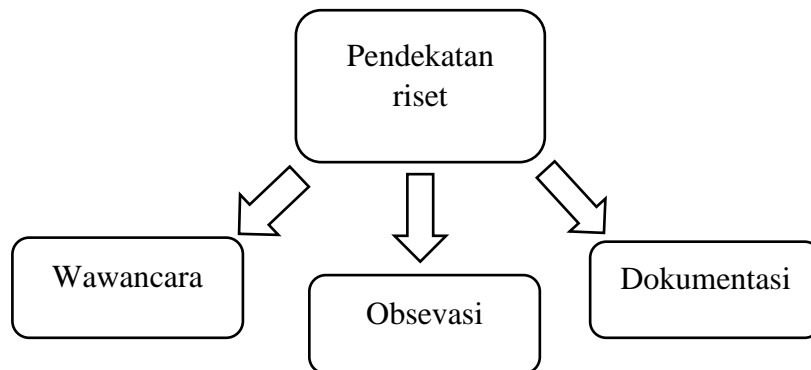 Pendekatan
riset
Wawancara
Obsevasi
Dokumentasi